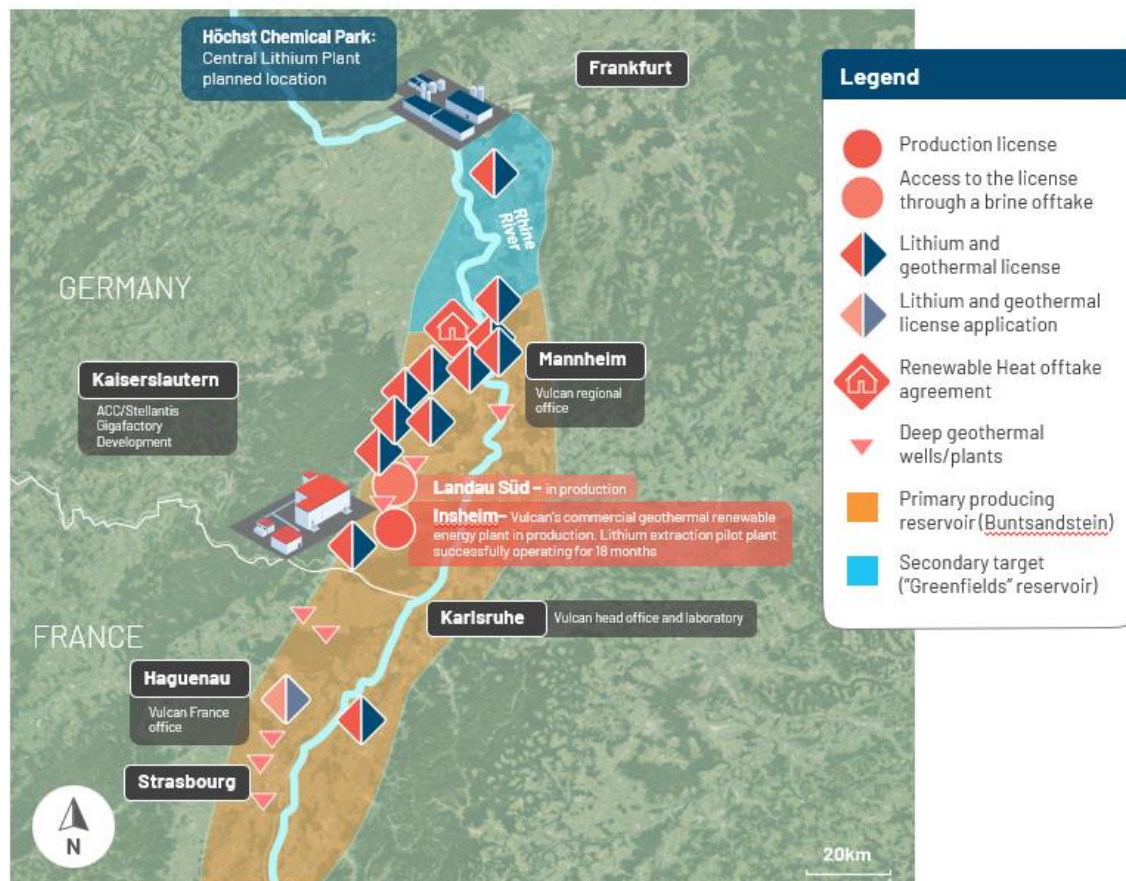 Höchst Chemical Park:
Central Lithium Plant
planned location
Frankfurt
Rhine
River
GERMANY
Mannheim
Vulcan regional
office
Kaiserslautern
ACC/Stellantis
Gigafactory
Development
Landau Süd – in production
Insheim– Vulcan's commercial geothermal renewable
energy plant in production. Lithium extraction pilot plant
successfully operating for 18 months
Karlsruhe
Vulcan head office and laboratory
FRANCE
Haguenau
Vulcan France
office
Strasbourg
N
20km
Legend
Production license
Access to the license
through a brine offtake
Lithium and
geothermal license
Lithium and geothermal
license application
Renewable Heat offtake
agreement
Deep geothermal
wells/plants
Primary producing
reservoir (Buntsandstein)
Secondary target
("Greenfields" reservoir)